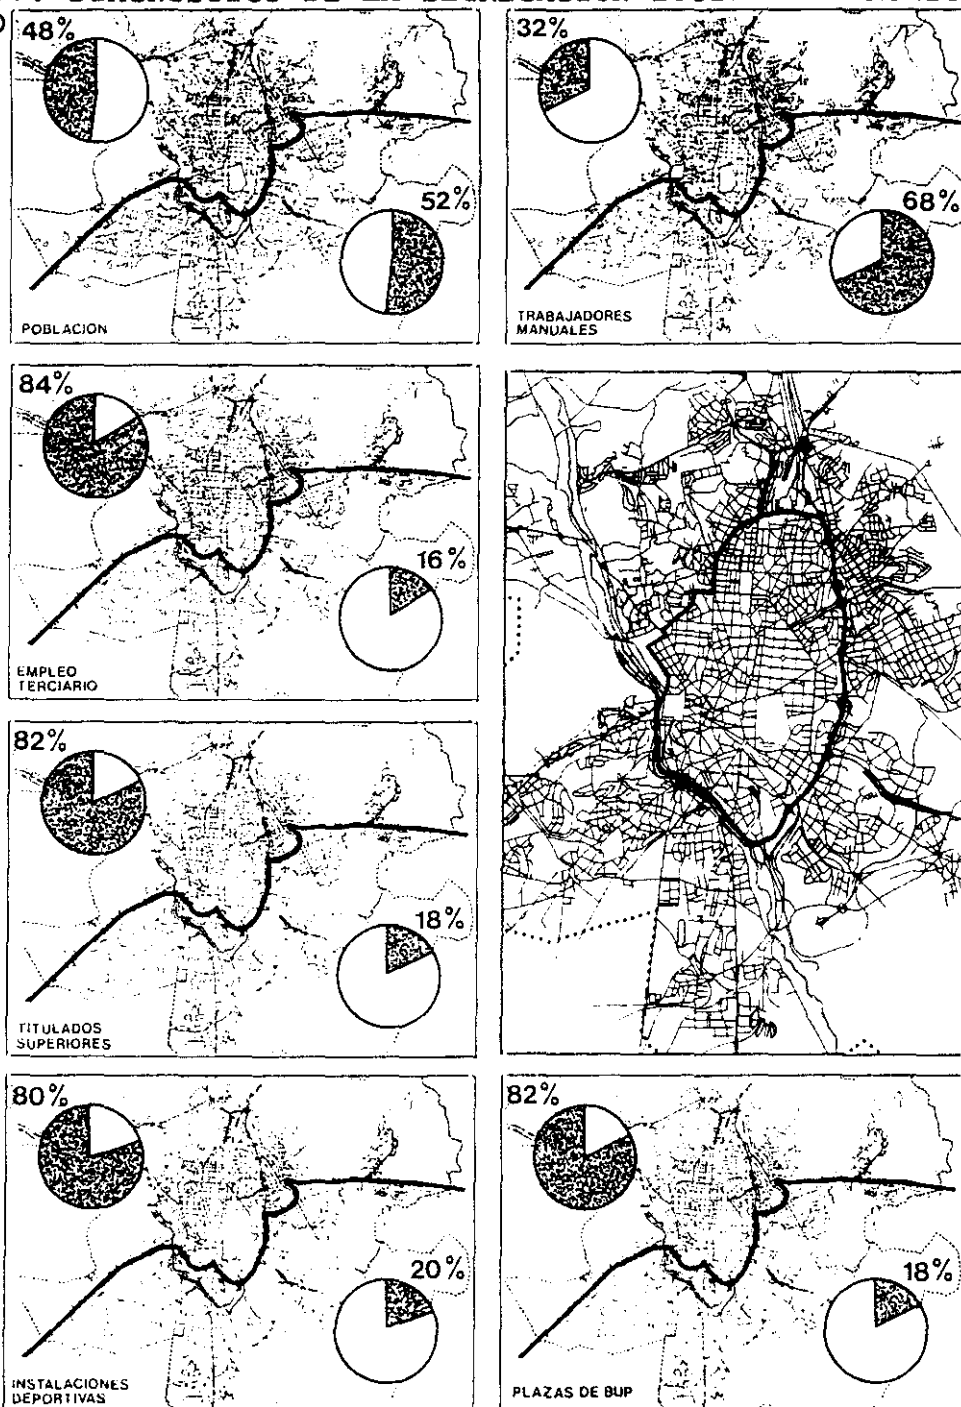 48%
52%
POBLACION
32%
68%
TRABAJADORES
MANUALES
84%
16%
EMPLEO
TERCIARIO
82%
18%
TITULADOS
SUPERIORES
80%
20%
INSTALACIONES
DEPORTIVAS
82%
18%
PLAZAS DE BUP